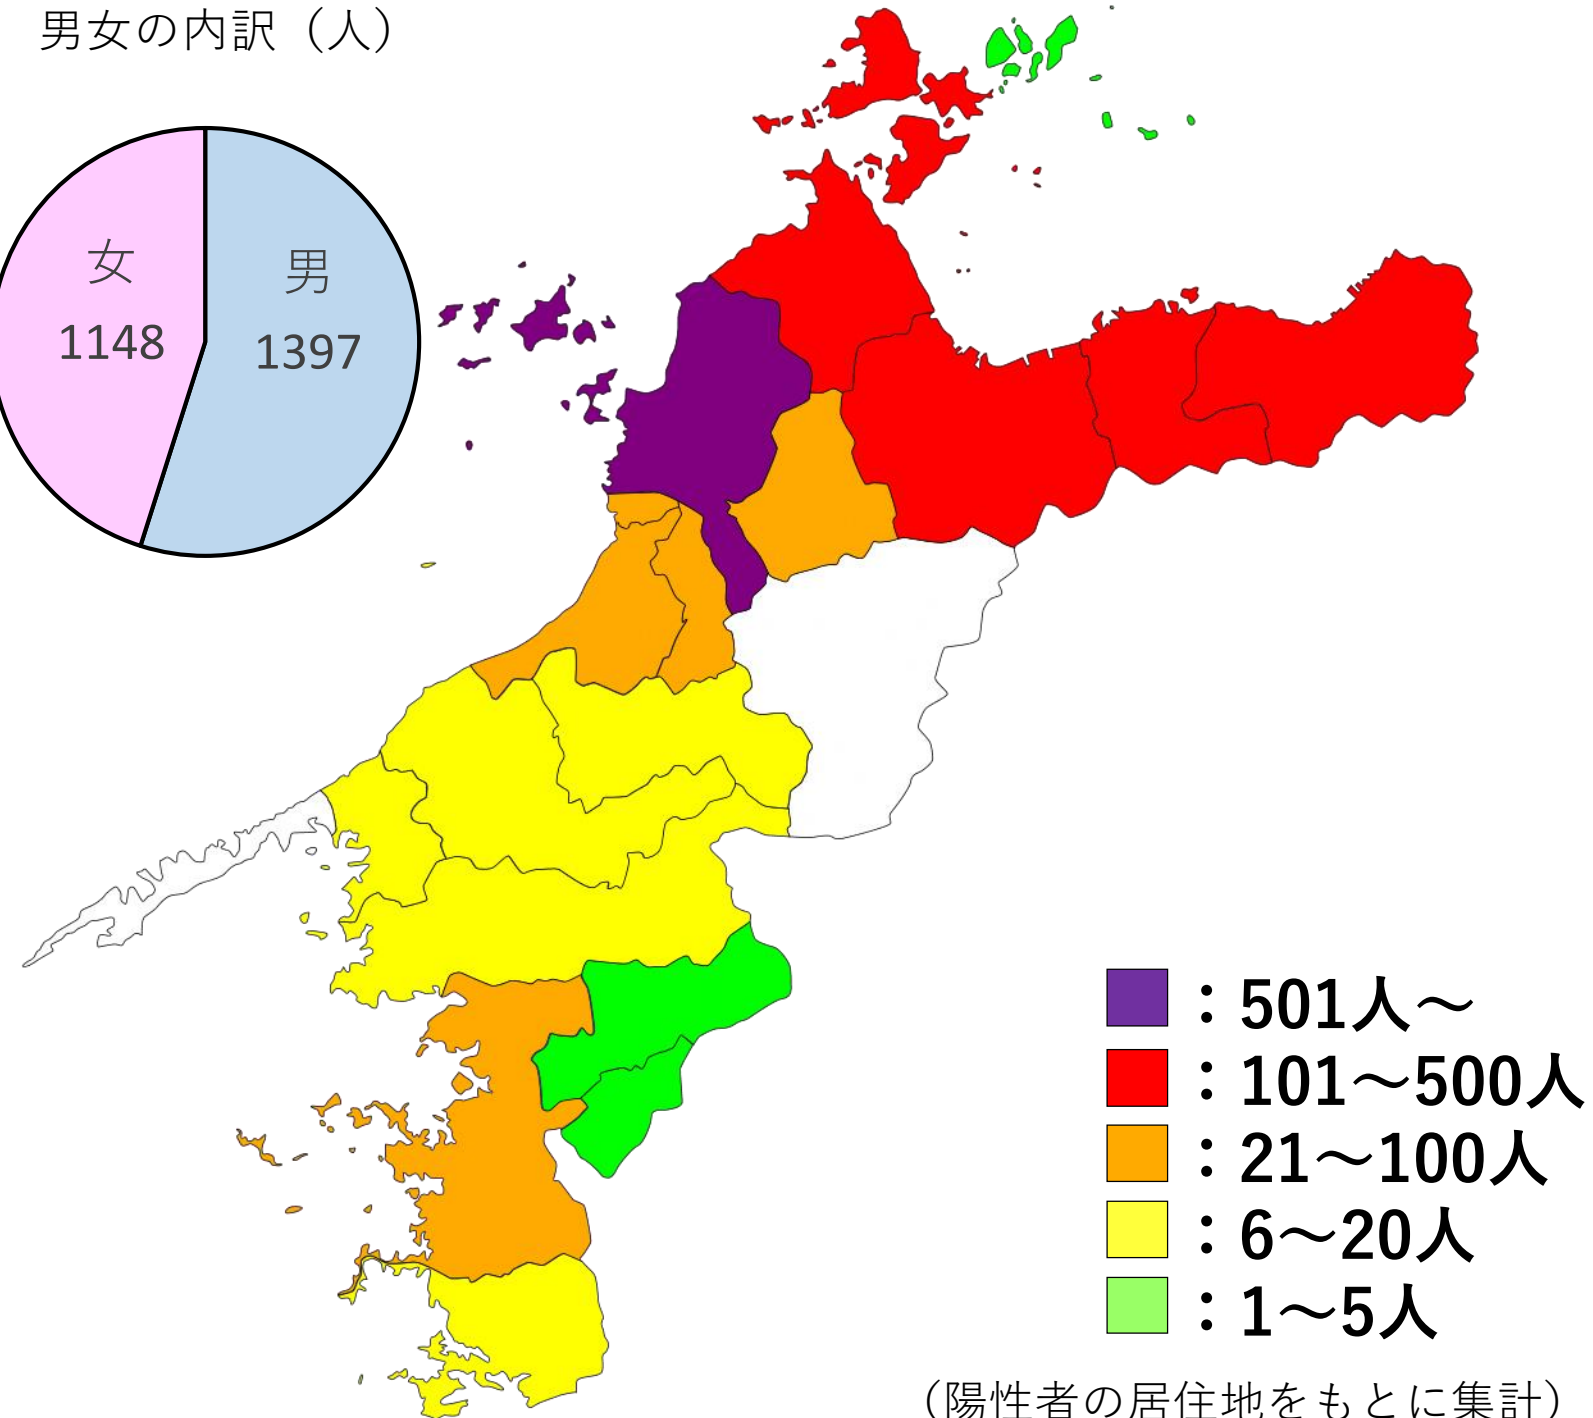 男女の内訳（人）
女
1148
男
1397
：501人～
：101～500人
：21～100人
：6～20人
：1～5人
（陽性者の居住地をもとに集計）